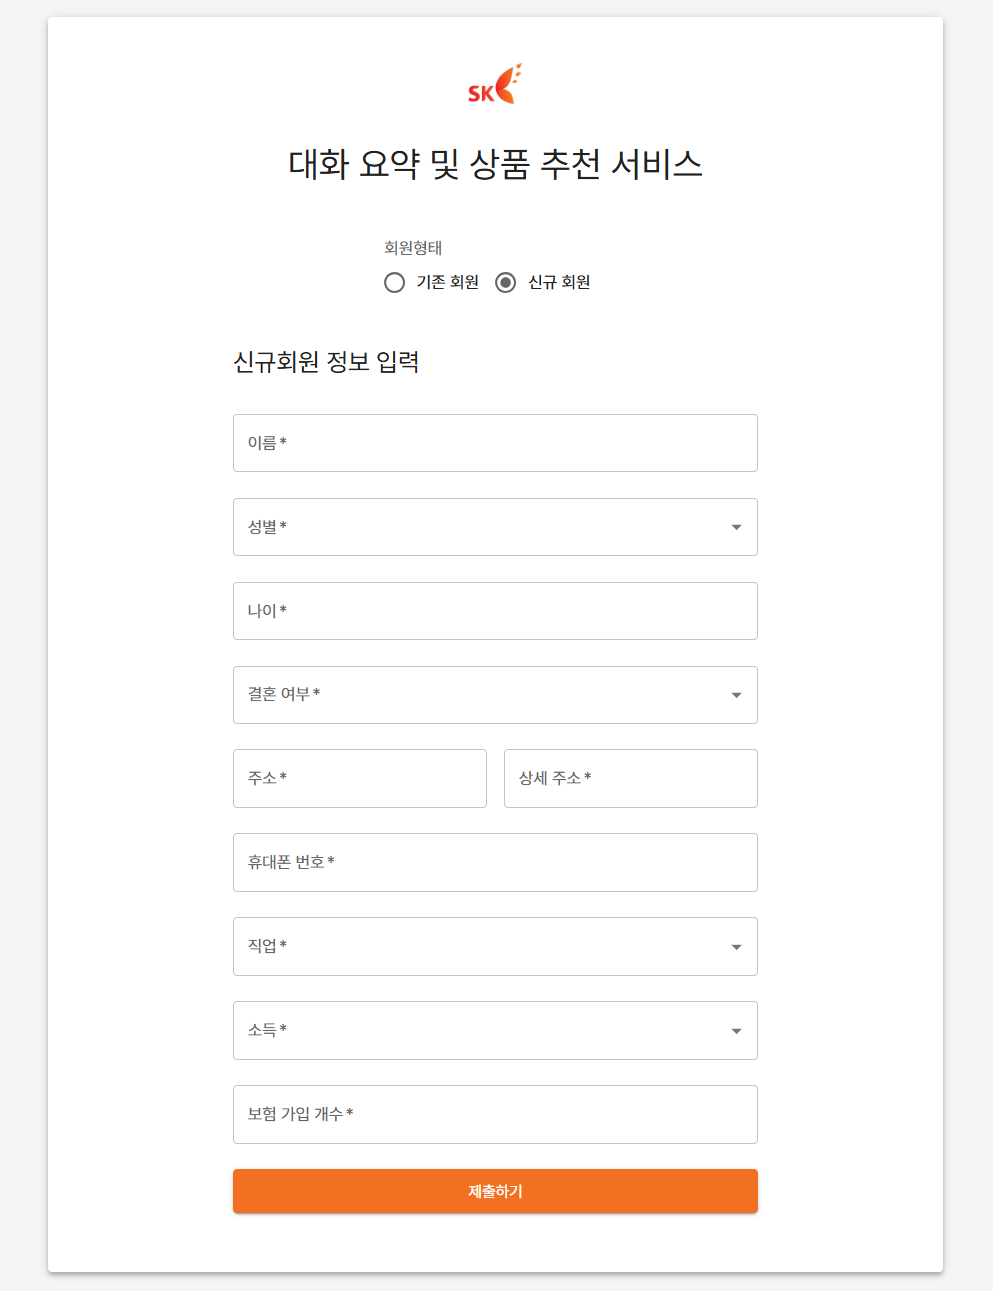 SK
대화 요약 및 상품 추천 서비스
회원형태
기존 회원 신규 회원
신규회원 정보 입력
이름 *
성별 *
나이 *
결혼 여부 *
주소 * 상세 주소 *
휴대폰 번호 *
직업 *
소득 *
보험 가입 개수 *
제출하기